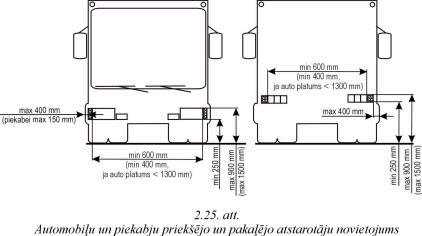 min 600 mm
(min 400 mm,
ja auto platums < 1300 mm)
max 400 mm
(piekabei max 150 mm)
min 600 mm
(min 400 mm,
ja auto platums < 1300 mm)
min 250 mm
max 900 mm
(max 1500 mm)
max 400 mm
min 250 mm
max 900 mm
(max 1500 mm)
2.25. att.
Automobiļu un piekabju priekšējo un pakaļējo atstarotāju novietojums